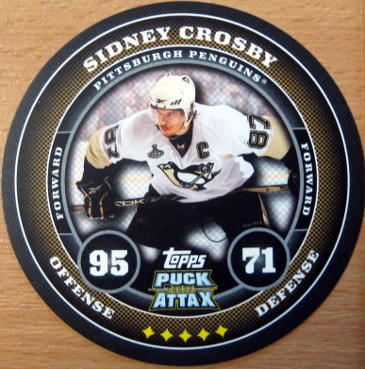 SIDNEY CROSBY
PITTSBURGH PENGUINS®
FORWARD
FORWARD
87
C
87
95
71
OFFENSE
DEFENSE
Topps
PUCK
ATTAX